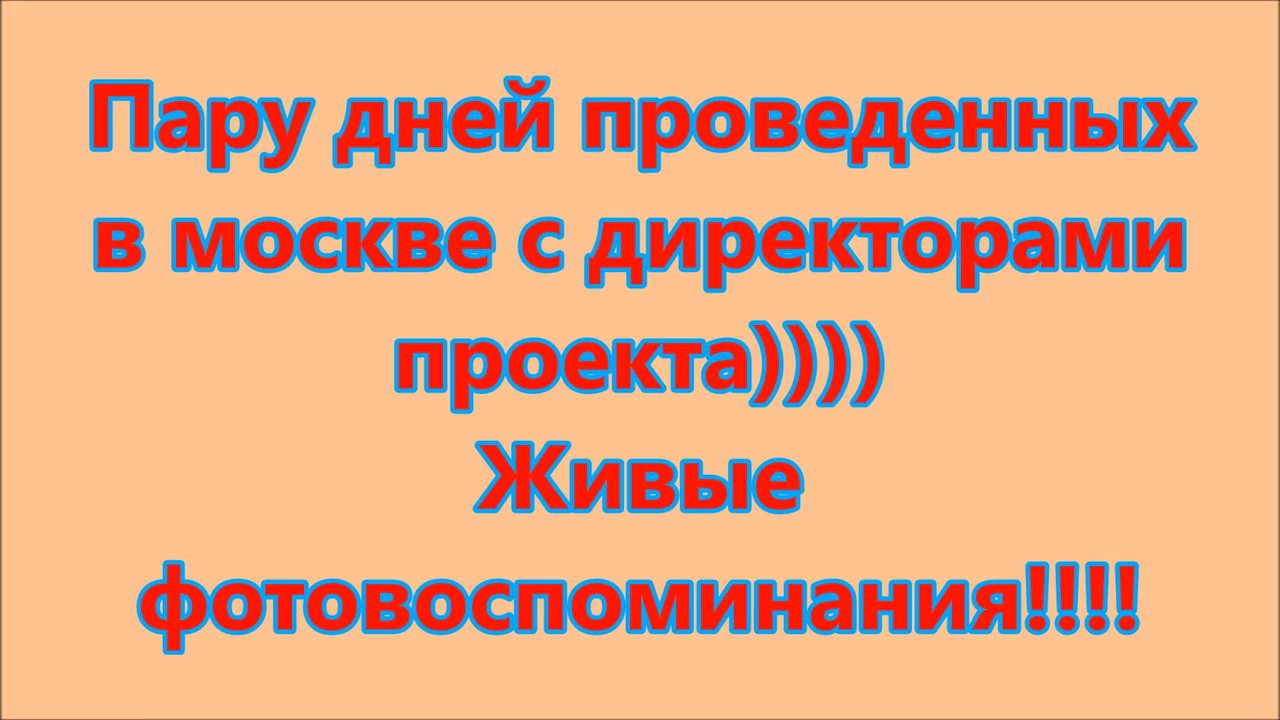 Пару дней проведенных
в москве с директорами
проекта))))
Живые
фотовоспоминания!!!!